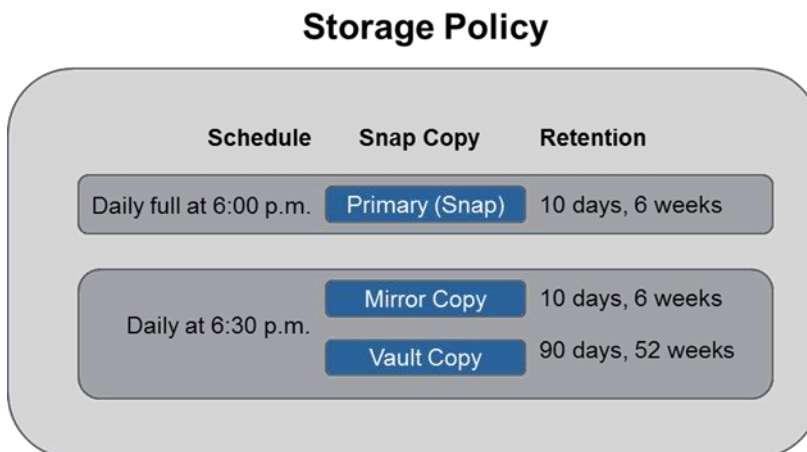 Storage Policy
Schedule Snap Copy Retention
Daily full at 6:00 p.m. Primary (Snap) 10 days, 6 weeks
Mirror Copy 10 days, 6 weeks
Daily at 6:30 p.m.
Vault Copy 90 days, 52 weeks